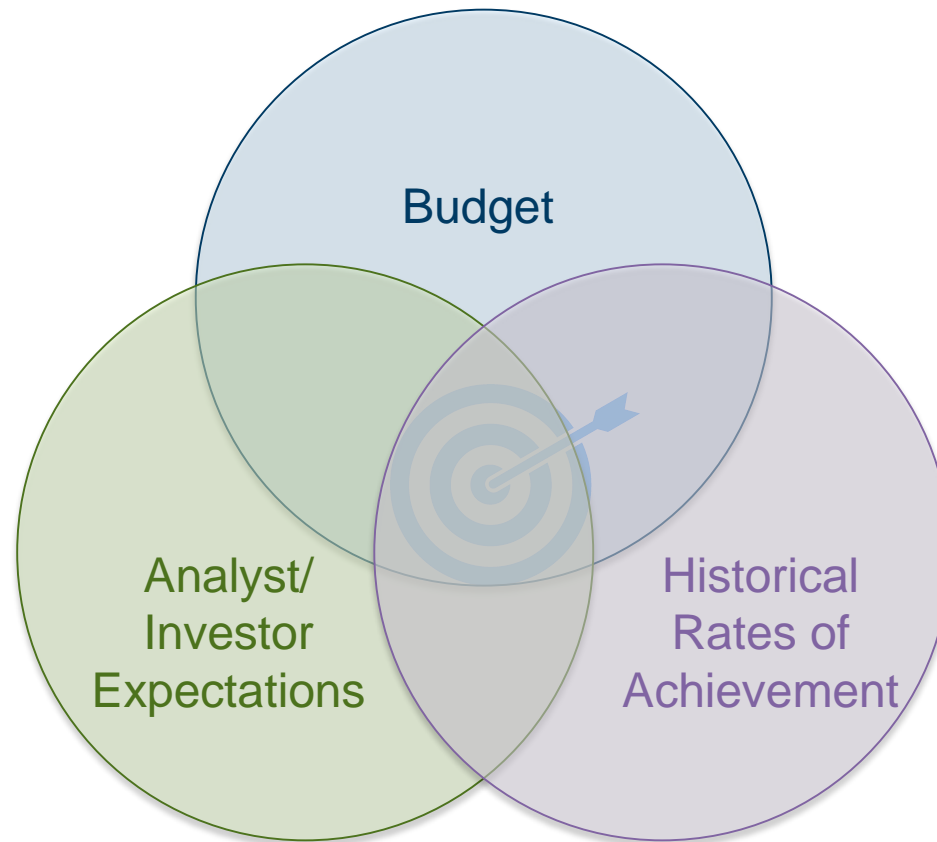 Budget
Analyst/
Investor
Expectations
Historical
Rates of
Achievement